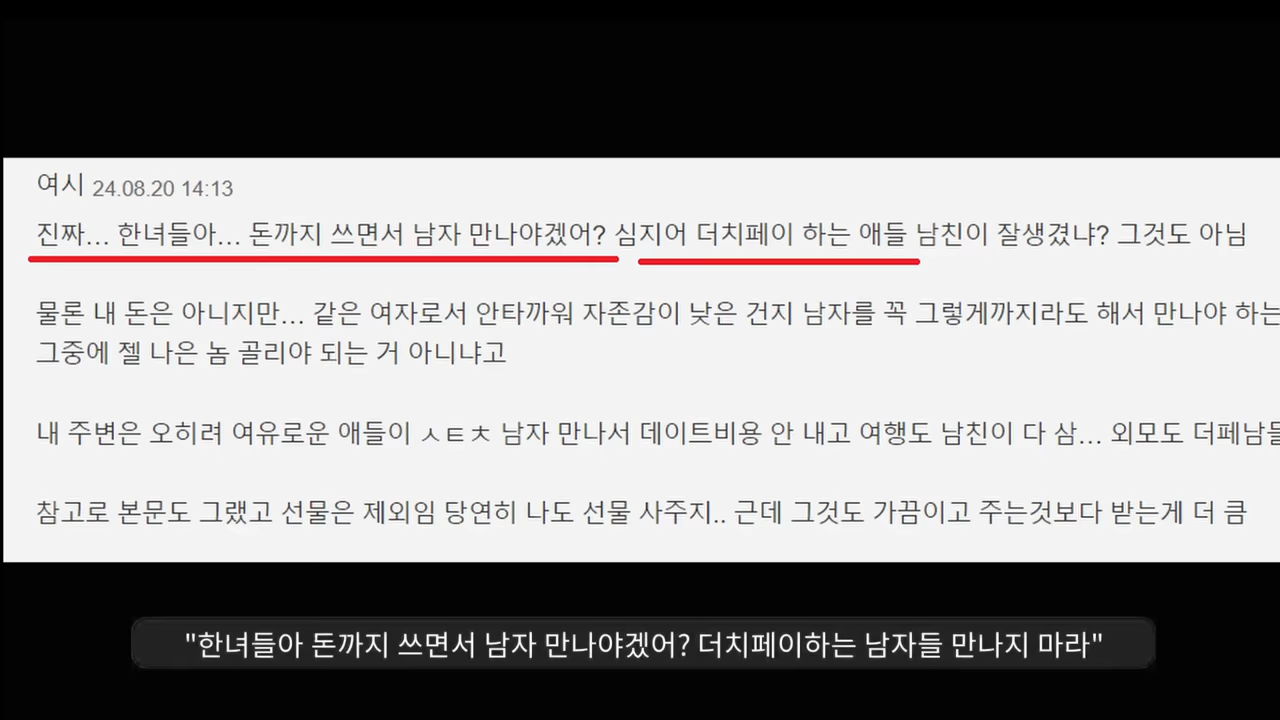 여시 24.08.20 14:13
진짜... 한녀들아... 돈까지 쓰면서 남자 만나야겠어? 심지어 더치페이 하는 애들 남친이 잘생겼냐? 그것도 아님
물론 내 돈은 아니지만... 같은 여자로서 안타까워 자존감이 낮은 건지 남자를 꼭 그렇게까지라도 해서 만나야 하는
그중에 젤 나은 놈 골리야 되는 거 아니냐고
내 주변은 오히려 여유로운 애들이 ㅅㅌㅊ 남자 만나서 데이트비용 안 내고 여행도 남친이 다 삼... 외모도 더페남들
참고로 본문도 그랬고 선물은 제외임 당연히 나도 선물 사주지.. 근데 그것도 가끔이고 주는것보다 받는게 더 큼
"한녀들아 돈까지 쓰면서 남자 만나야겠어? 더치페이하는 남자들 만나지 마라"